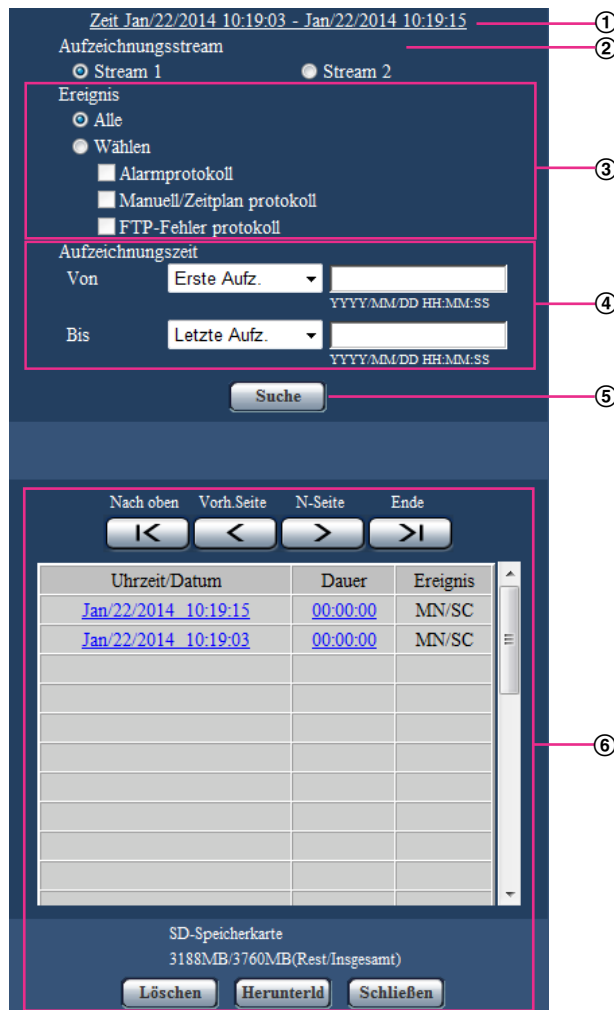 Zeit Jan/22/2014 10:19:03 - Jan/22/2014 10:19:15 ①
Aufzeichnungsstream ②
Stream 1 Stream 2
Ereignis
Alle
Wählen
③
Alarmprotokoll
Manuell/Zeitplan protokoll
FTP-Fehler protokoll
Aufzeichnungszeit
Von Erste Aufz.
YYYY/MM/DD HH:MM:SS ④
Bis Letzte Aufz.
YYYY/MM/DD HH:MM:SS
Suche ⑤
Nach oben Vorh.Seite N-Seite Ende
Uhrzeit/Datum Dauer Ereignis
Jan/22/2014 10:19:15 00:00:00 MN/SC
Jan/22/2014 10:19:03 00:00:00 MN/SC
⑥
SD-Speicherkarte
3188MB/3760MB(Rest/Insgesamt)
Löschen Herunterld Schließen